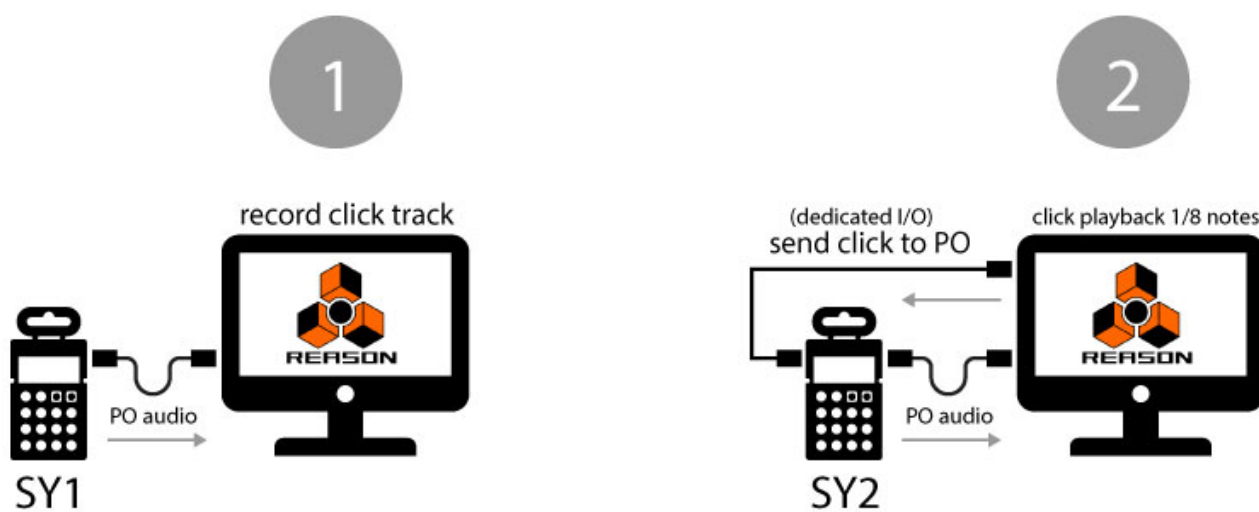 1
record click track
REASON
PO audio
SY1
2
(dedicated I/O)
send click to PO
click playback 1/8 notes
REASON
PO audio
SY2